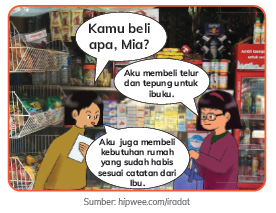 Kamu beli
apa, Mia?
Aku membeli telur
dan tepung untuk
ibuku.
Aku juga membeli
kebutuhan rumah
yang sudah habis
sesuai catatan dari
Ibu.
Sumber: hipwee.com/iradat